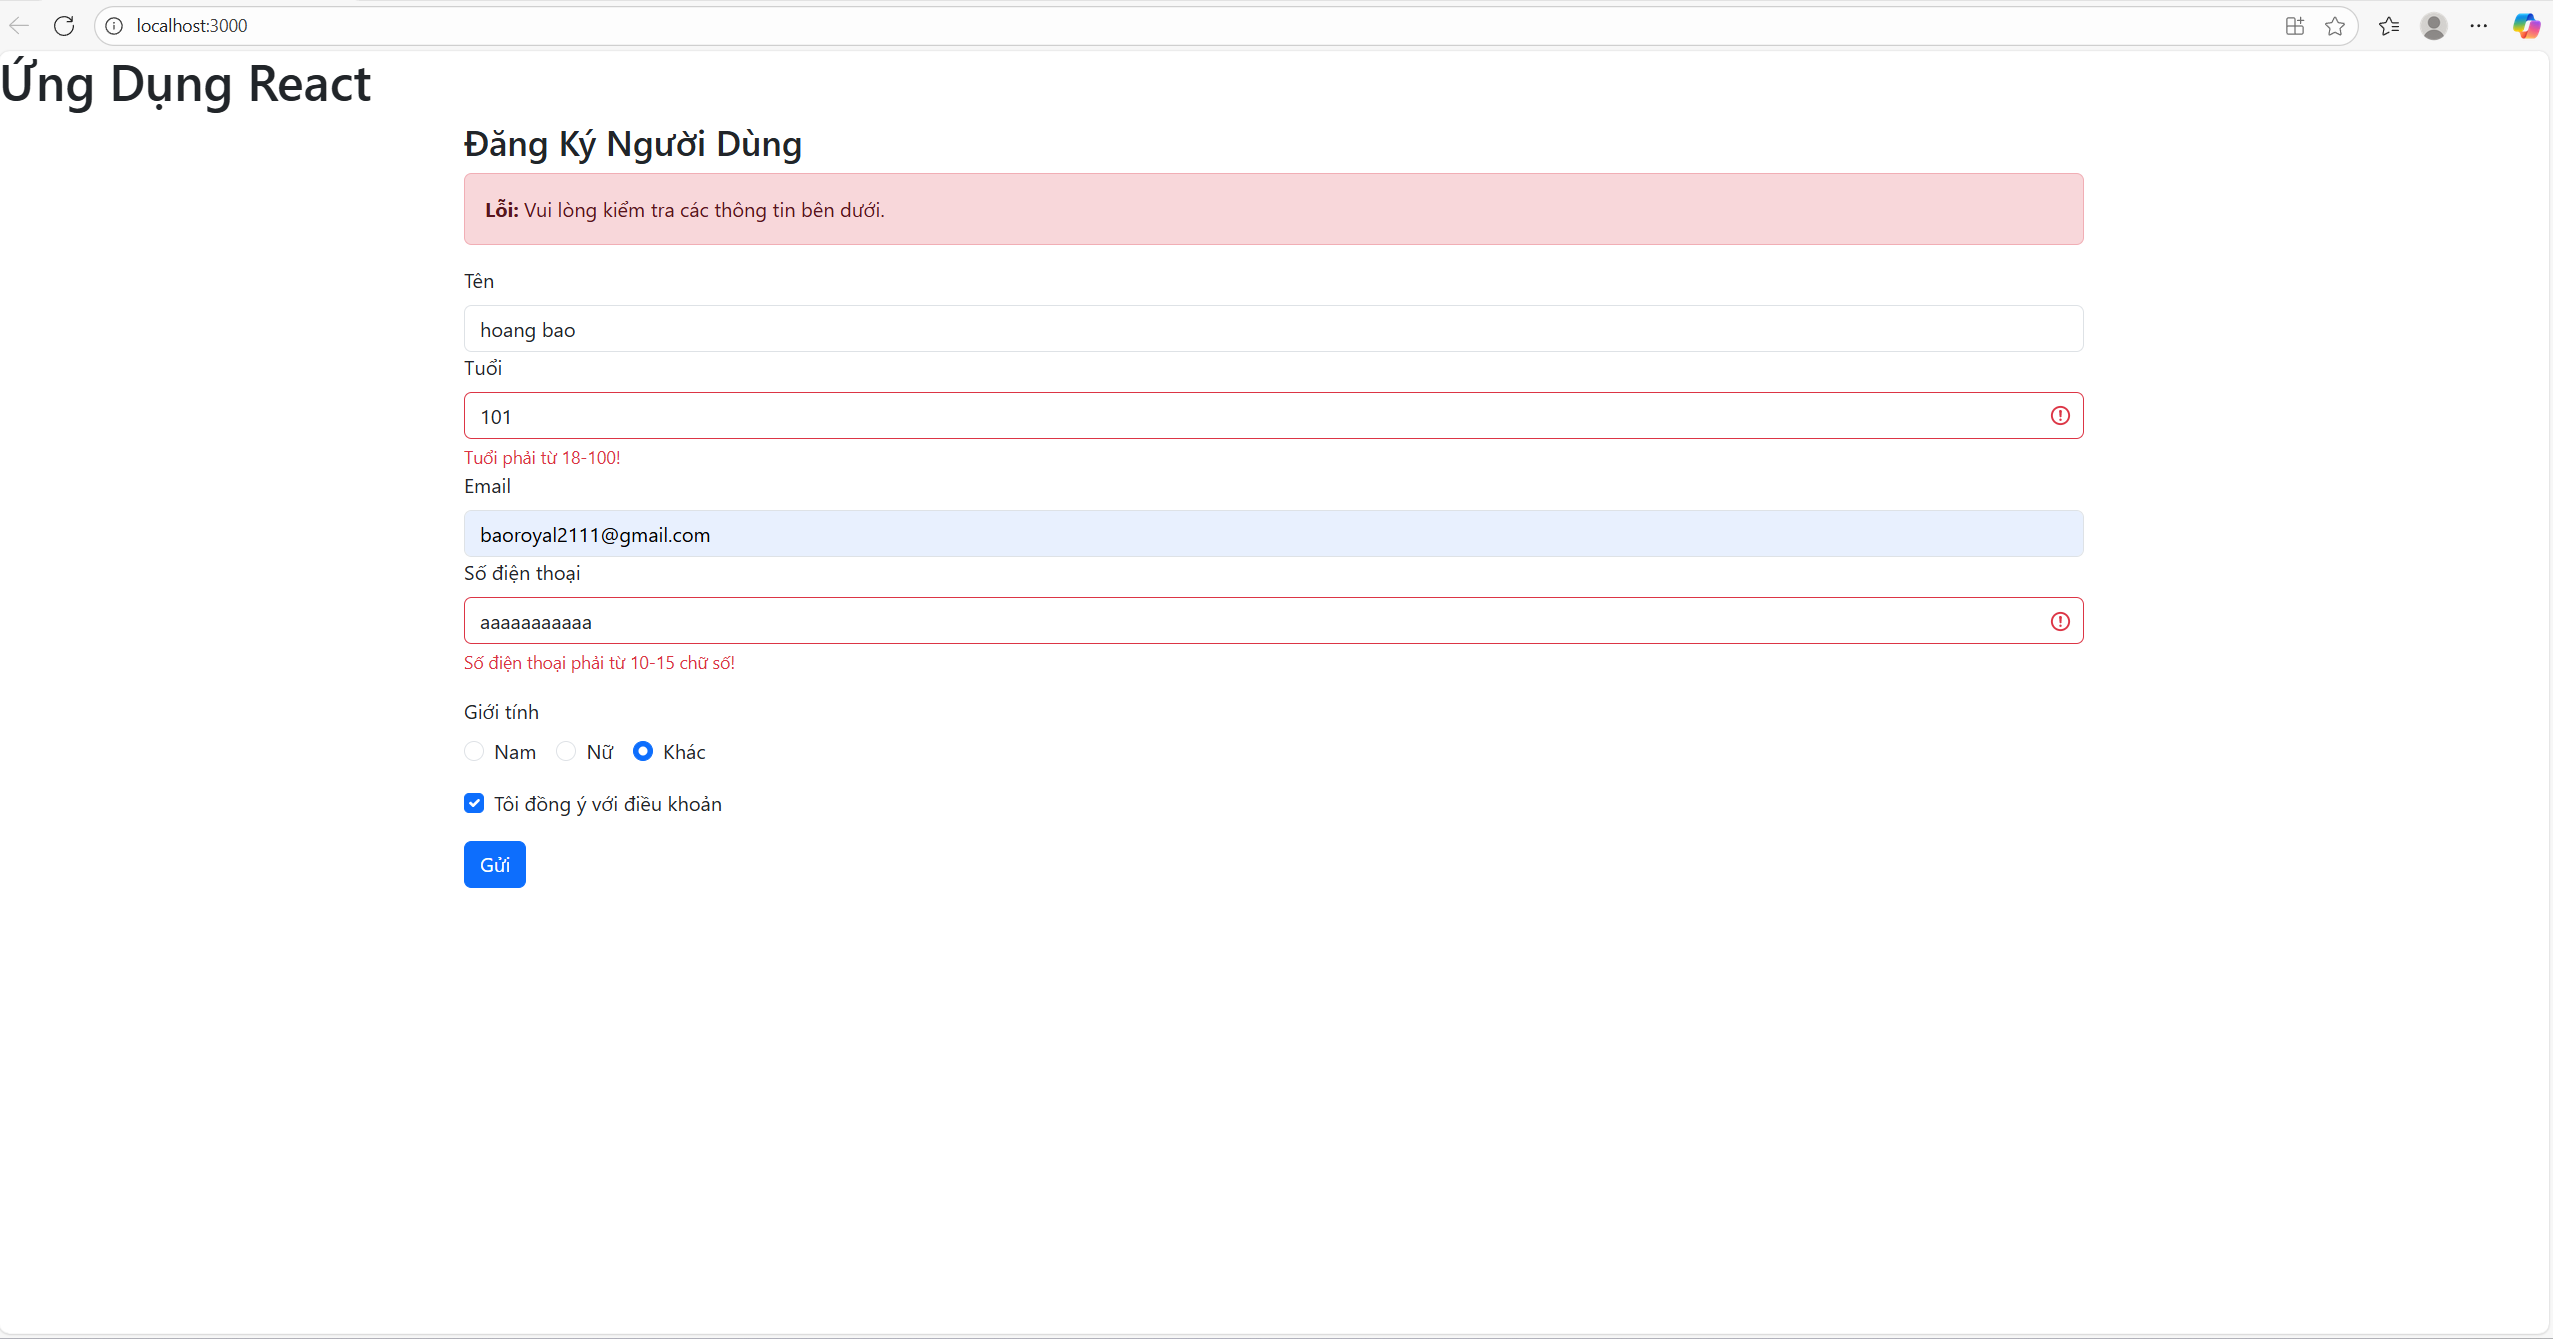 localhost:3000
Ứng Dụng React
Đăng Ký Người Dùng
Lỗi: Vui lòng kiểm tra các thông tin bên dưới.
Tên
hoang bao
Tuổi
101
Tuổi phải từ 18-100!
Email
baoroyal2111@gmail.com
Số điện thoại
aaaaaaaaaaa
Số điện thoại phải từ 10-15 chữ số!
Giới tính
Nam Nữ Khác
Tôi đồng ý với điều khoản
Gửi